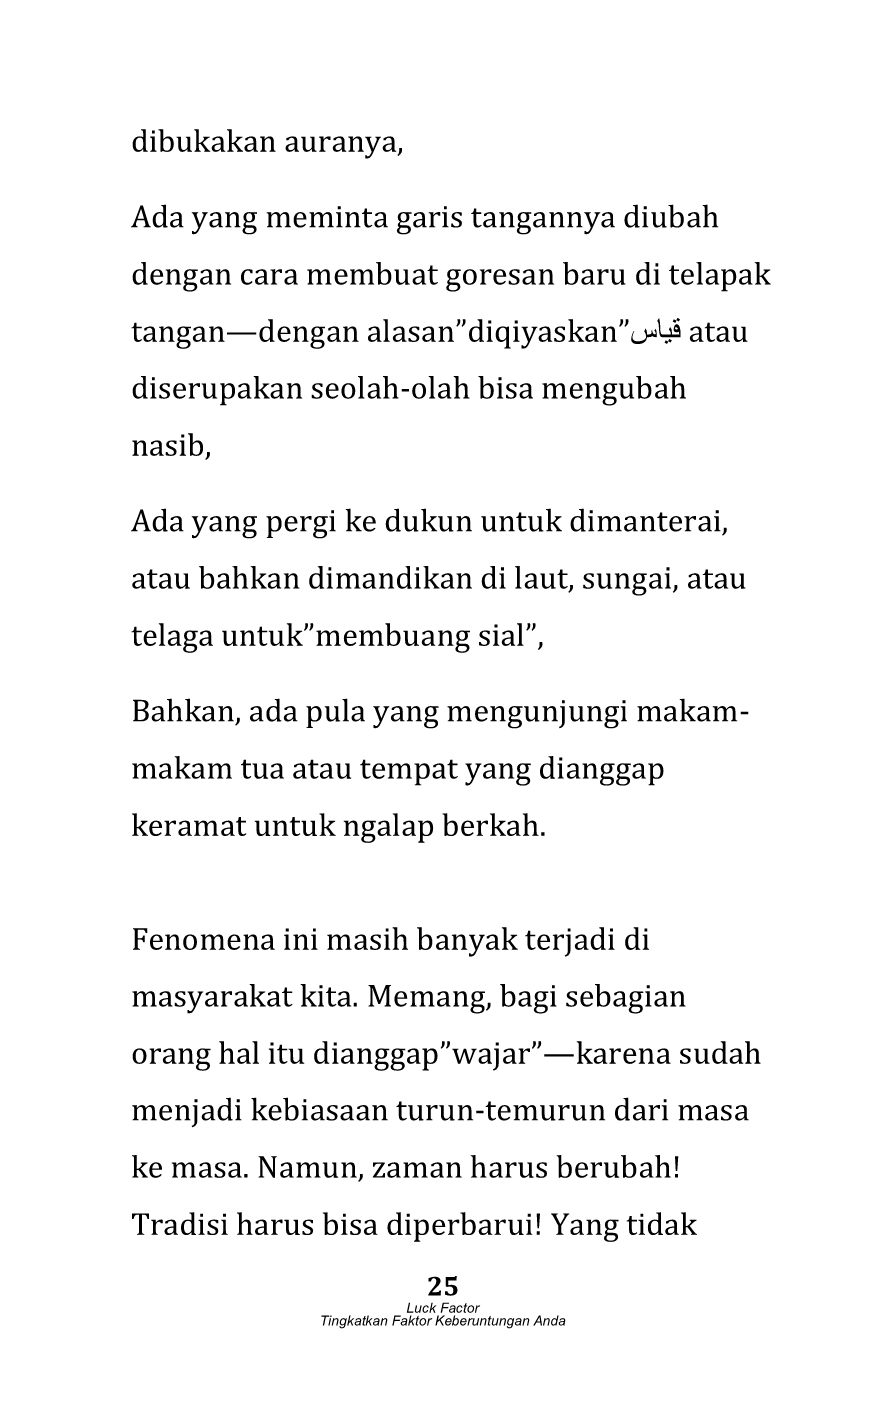 dibukakan auranya,
Ada yang meminta garis tangannya diubah
dengan cara membuat goresan baru di telapak
tangan—dengan alasan”diqiyaskan”قياس atau
diserupakan seolah-olah bisa mengubah
nasib,
Ada yang pergi ke dukun untuk dimanterai,
atau bahkan dimandikan di laut, sungai, atau
telaga untuk”membuang sial”,
Bahkan, ada pula yang mengunjungi makam-
makam tua atau tempat yang dianggap
keramat untuk ngalap berkah.
Fenomena ini masih banyak terjadi di
masyarakat kita. Memang, bagi sebagian
orang hal itu dianggap”wajar”—karena sudah
menjadi kebiasaan turun-temurun dari masa
ke masa. Namun, zaman harus berubah!
Tradisi harus bisa diperbarui! Yang tidak
25
Luck Factor
Tingkatkan Faktor Keberuntungan Anda